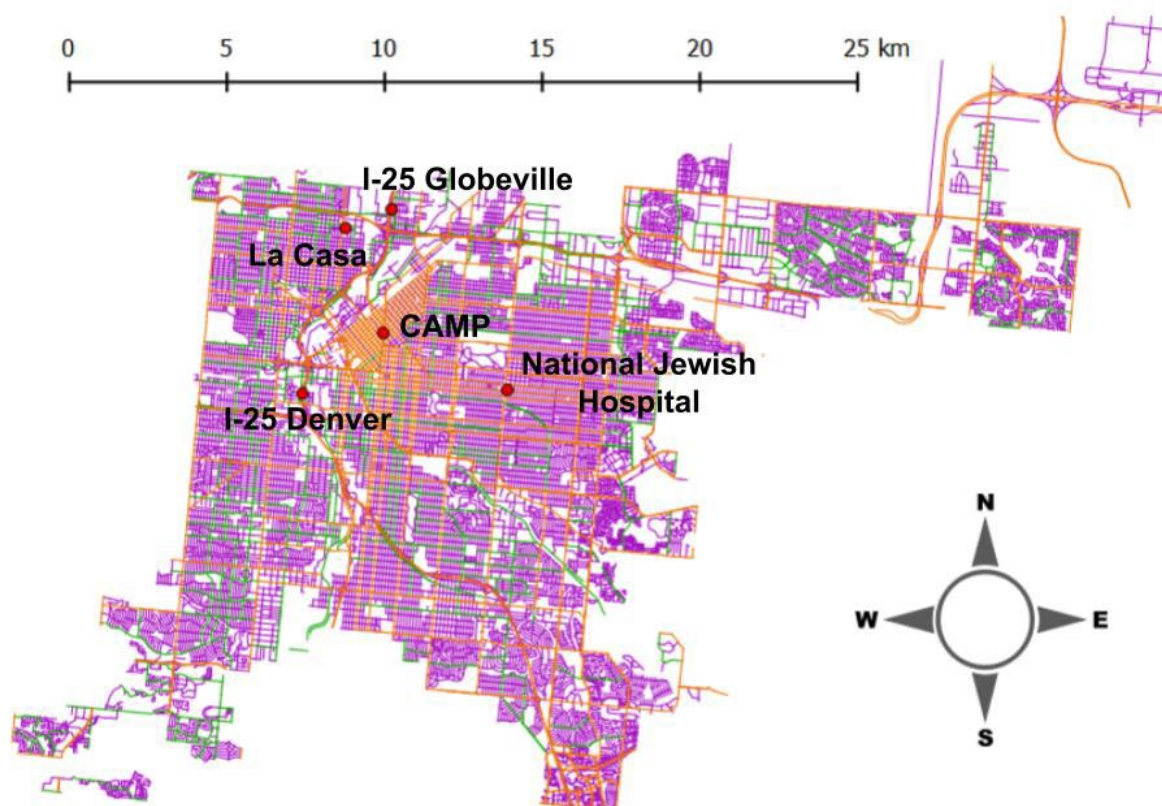 0 5 10 15 20 25 km
I-25 Globeville
La Casa
CAMP
National Jewish
Hospital
I-25 Denver
N
W E
S